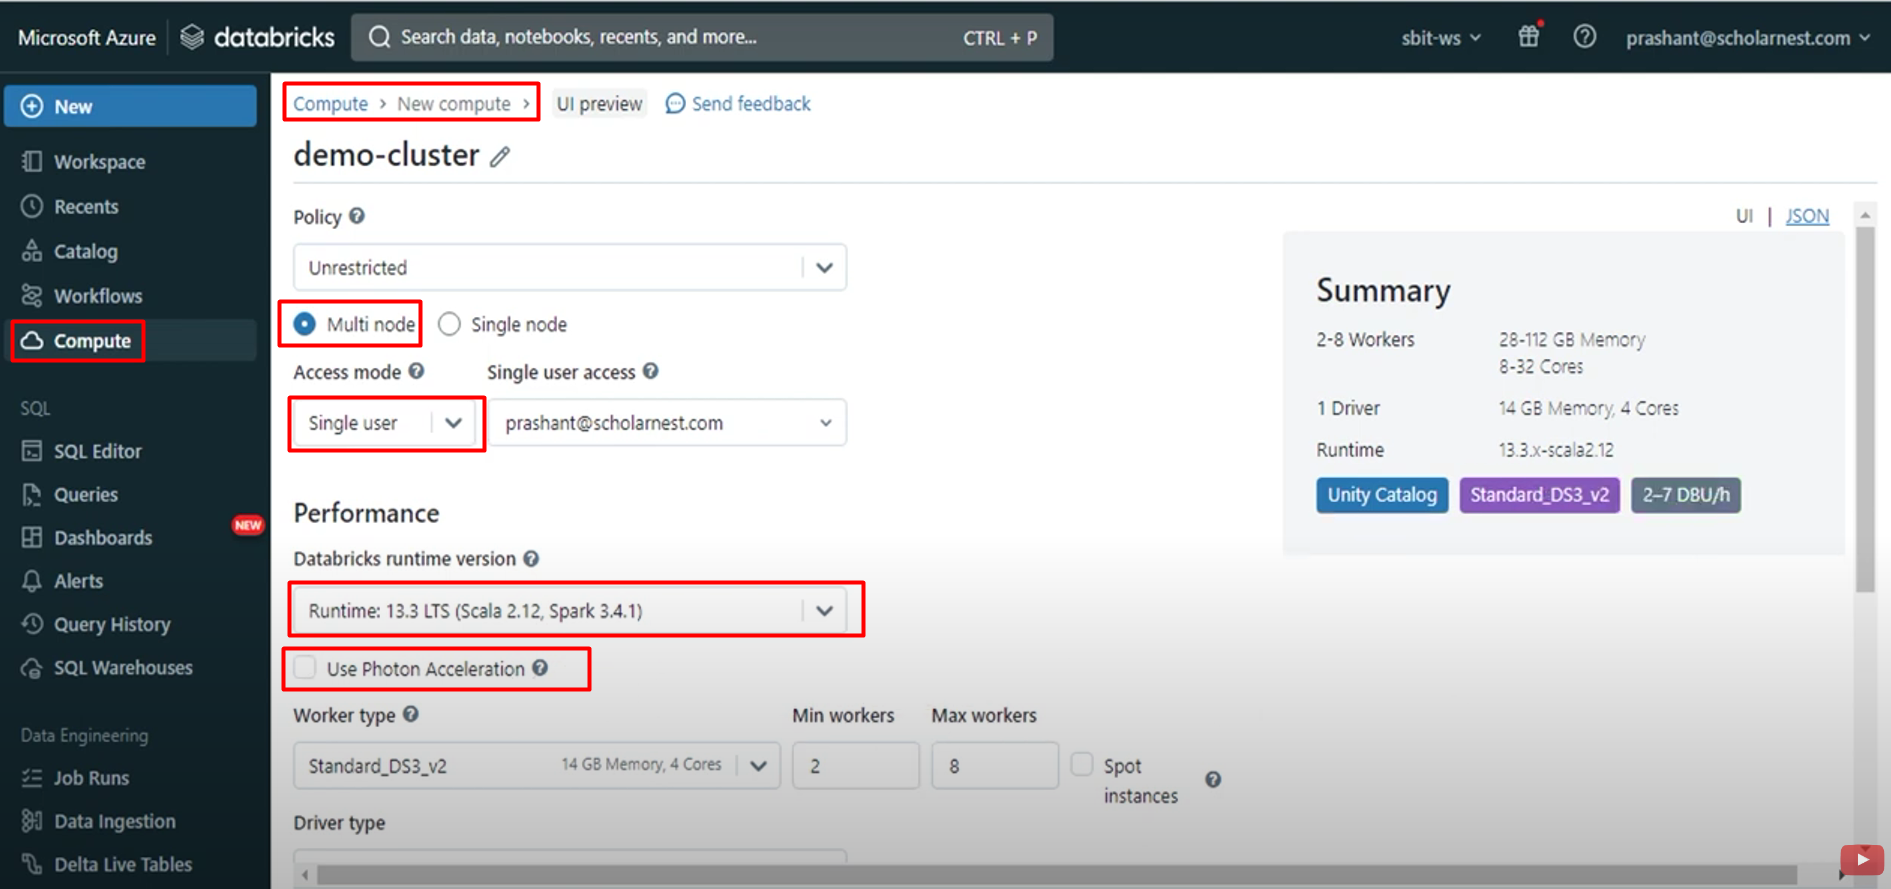 Microsoft Azure databricks Search data, notebooks, recents, and more... CTRL + P sbit-ws prashant@scholarnest.com
New
Workspace
Recents
Catalog
Workflows
Compute
SQL
SQL Editor
Queries
Dashboards NEW
Alerts
Query History
SQL Warehouses
Data Engineering
Job Runs
Data Ingestion
Delta Live Tables
Compute > New compute > UI preview Send feedback
demo-cluster
Policy
Unrestricted
Multi node Single node
Access mode Single user access
Single user prashant@scholarnest.com
Performance
Databricks runtime version
Runtime: 13.3 LTS (Scala 2.12, Spark 3.4.1)
Use Photon Acceleration
Worker type Min workers Max workers
Standard_DS3_v2 14 GB Memory, 4 Cores 2 8 Spot instances
Driver type
UI | JSON
Summary
2-8 Workers 28-112 GB Memory
8-32 Cores
1 Driver 14 GB Memory, 4 Cores
Runtime 13.3.x-scala2.12
Unity Catalog Standard_DS3_v2 2–7 DBU/h